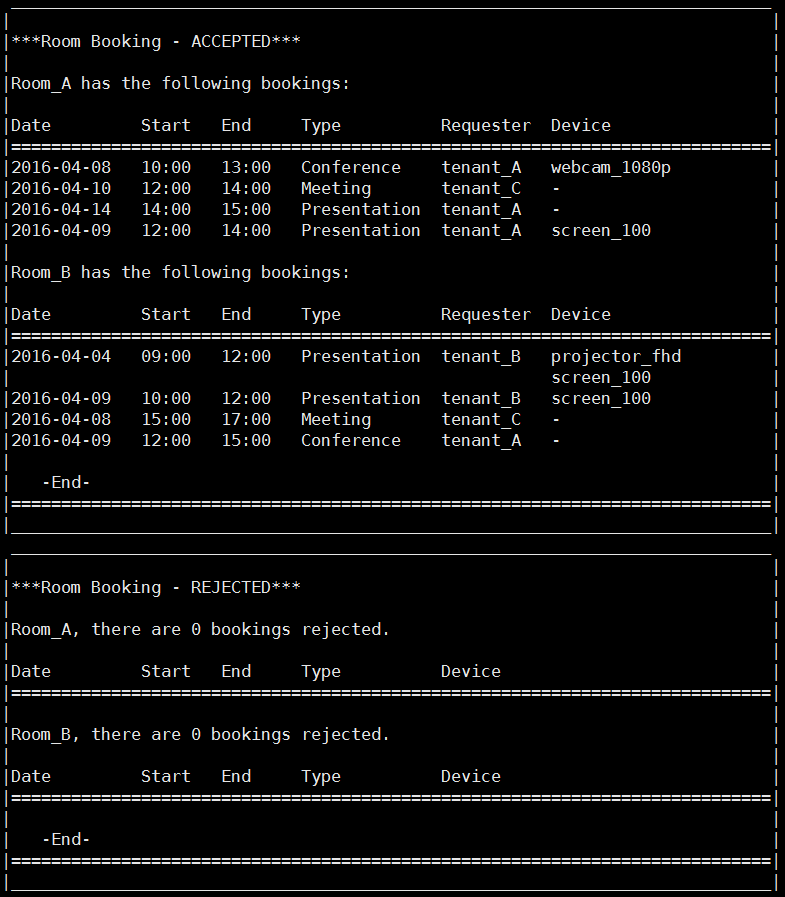 ***Room Booking - ACCEPTED***
Room_A has the following bookings:
Date Start End Type Requester Device
============================================================================
2016-04-08 10:00 13:00 Conference tenant_A webcam_1080p
2016-04-10 12:00 14:00 Meeting tenant_C -
2016-04-14 14:00 15:00 Presentation tenant_A -
2016-04-09 12:00 14:00 Presentation tenant_A screen_100
Room_B has the following bookings:
Date Start End Type Requester Device
============================================================================
2016-04-04 09:00 12:00 Presentation tenant_B projector_fhd
screen_100
2016-04-09 10:00 12:00 Presentation tenant_B screen_100
2016-04-08 15:00 17:00 Meeting tenant_C -
2016-04-09 12:00 15:00 Conference tenant_A -
-End-
============================================================================
***Room Booking - REJECTED***
Room_A, there are 0 bookings rejected.
Date Start End Type Device
============================================================================
Room_B, there are 0 bookings rejected.
Date Start End Type Device
============================================================================
-End-
============================================================================